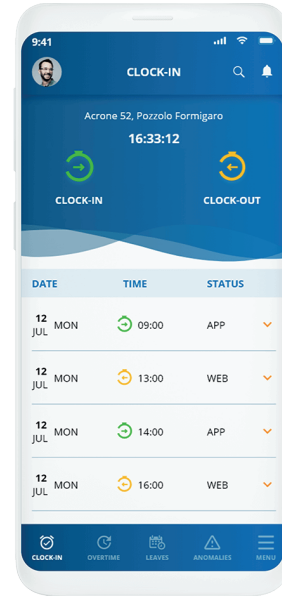 9:41
CLOCK-IN
Acrone 52, Pozzolo Formigaro
16:33:12
CLOCK-IN CLOCK-OUT
DATE TIME STATUS
12 JUL MON 09:00 APP
12 JUL MON 13:00 WEB
12 JUL MON 14:00 APP
12 JUL MON 16:00 WEB
CLOCK-IN OVERTIME LEAVES ANOMALIES MENU